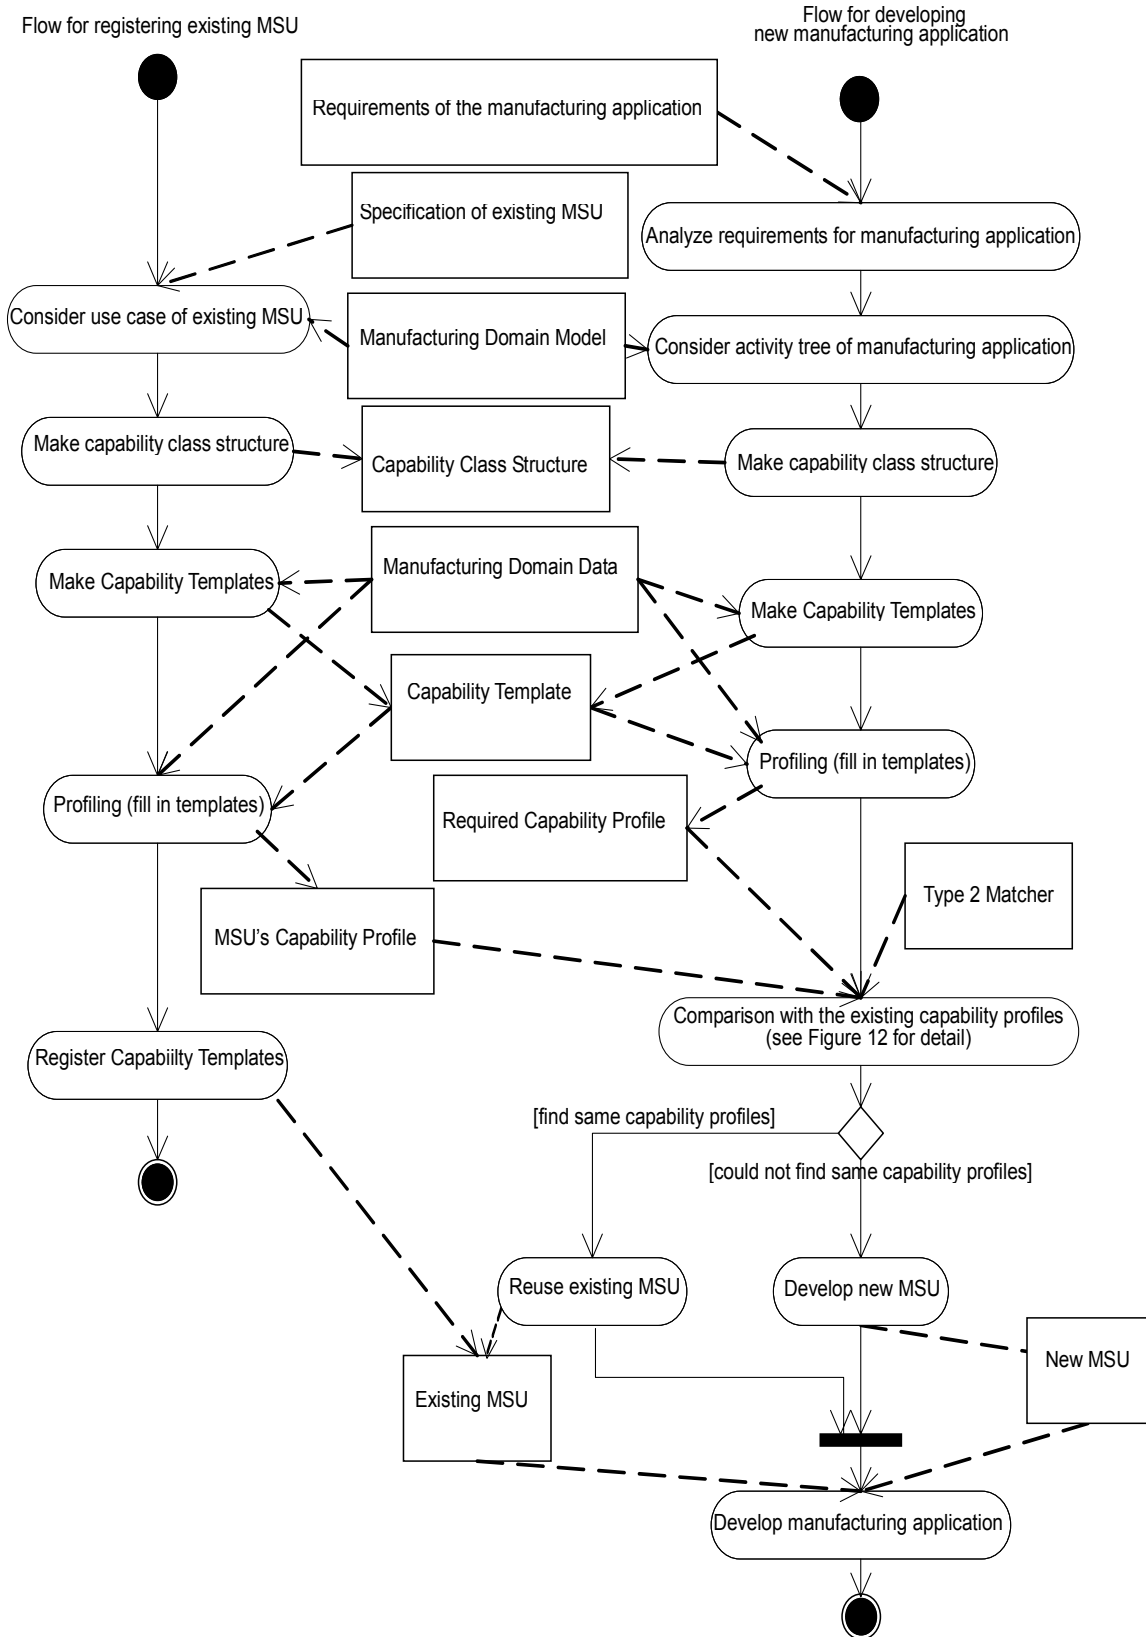 Flow for registering existing MSU
Flow for developing
new manufacturing application
Requirements of the manufacturing application
Specification of existing MSU
Analyze requirements for manufacturing application
Consider use case of existing MSU
Manufacturing Domain Model
Consider activity tree of manufacturing application
Make capability class structure
Capability Class Structure
Make capability class structure
Make Capability Templates
Manufacturing Domain Data
Make Capability Templates
Capability Template
Profiling (fill in templates)
Profiling (fill in templates)
Required Capability Profile
Type 2 Matcher
MSU's Capability Profile
Comparison with the existing capability profiles
(see Figure 12 for detail)
Register Capabiilty Templates
[find same capability profiles]
[could not find same capability profiles]
Reuse existing MSU
Develop new MSU
New MSU
Existing MSU
Develop manufacturing application